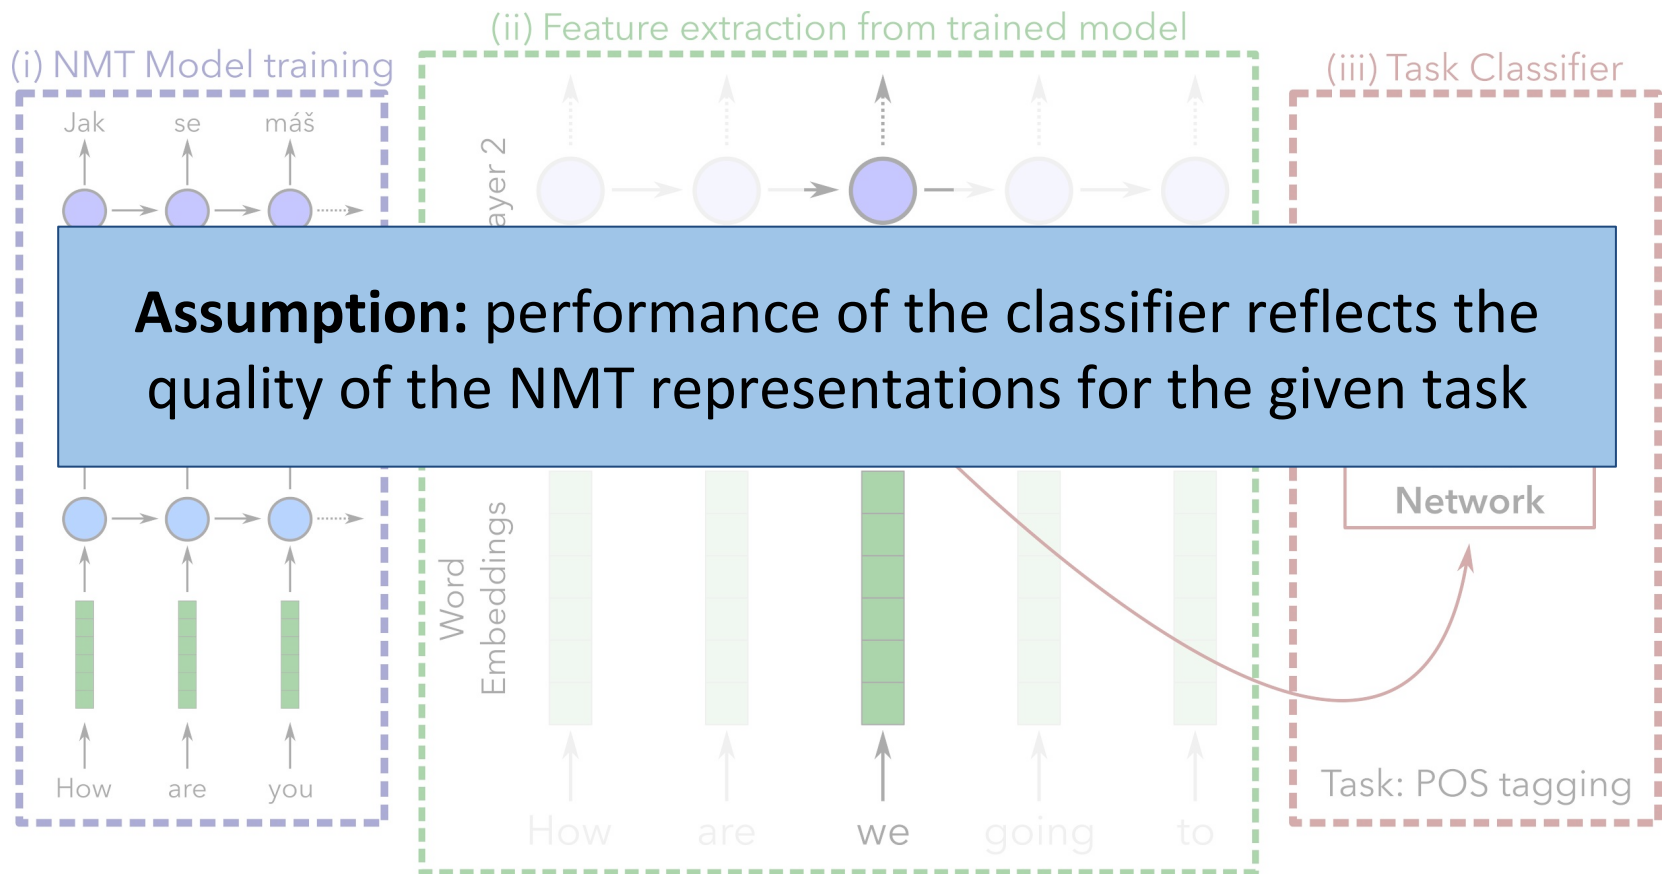 (ii) Feature extraction from trained model
(i) NMT Model training
(iii) Task Classifier
Jak se máš
ayer 2
Assumption: performance of the classifier reflects the
quality of the NMT representations for the given task
Network
Word
Embeddings
How are you
Task: POS tagging
How are we going to